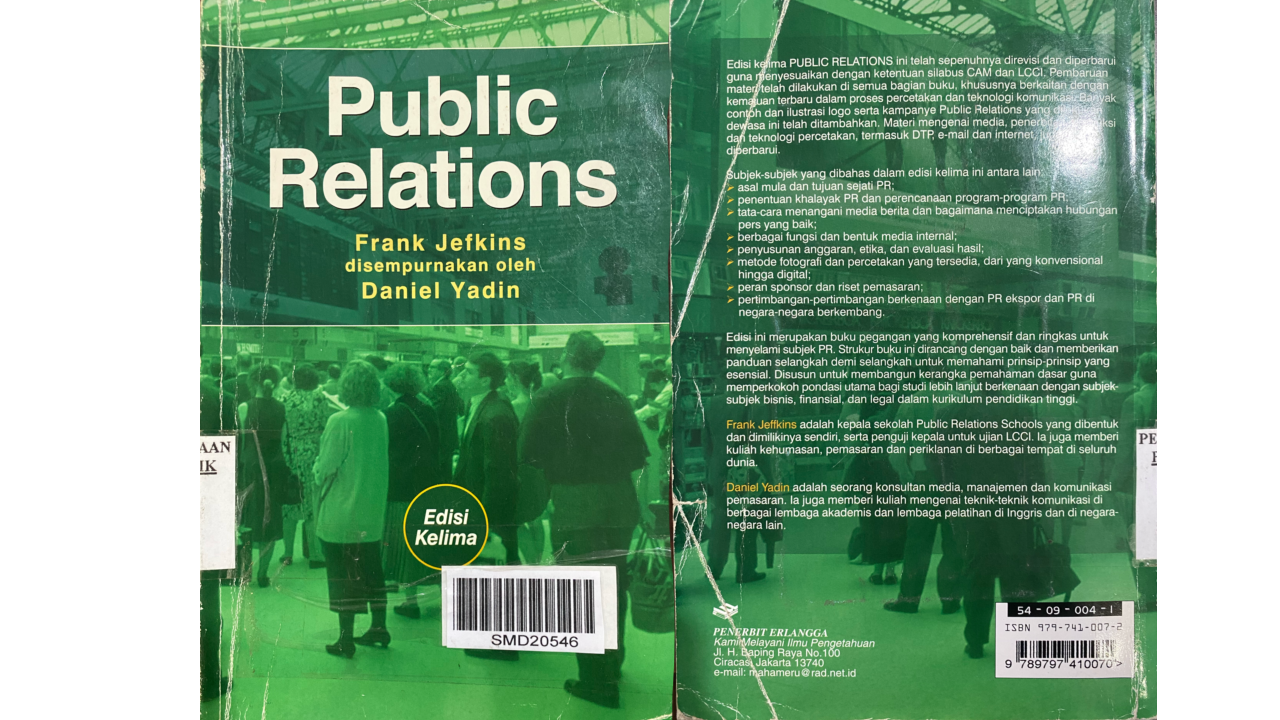 Public
Relations
Frank Jefkins
disempurnakan oleh
Daniel Yadin
Edisi
Kelima
AAN
IK
SMD20546
Edisi kelima PUBLIC RELATIONS ini telah sepenuhnya direvisi dan diperbarui
guna menyesuaikan dengan ketentuan silabus CAM dan LCCI. Pembaruan
materi telah dilakukan di semua bagian buku, khususnya berkaitan dengan
kemajuan terbaru dalam proses percetakan dan teknologi komunikasi. Banyak
contoh dan ilustrasi logo serta kampanye Public Relations yang
dewasa ini telah ditambahkan. Materi mengenai media,
dan teknologi percetakan, termasuk DTP, e-mail dan internet,
diperbarui.
Subjek-subjek yang dibahas dalam edisi kelima ini antara lain:
➢ asal mula dan tujuan sejati PR;
➢ penentuan khalayak PR dan perencanaan program-program PR;
➢ tata-cara menangani media berita dan bagaimana menciptakan hubungan
pers yang baik;
➢ berbagai fungsi dan bentuk media internal;
➢ penyusunan anggaran, etika, dan evaluasi hasil;
➢ metode fotografi dan percetakan yang tersedia, dari yang konvensional
hingga digital;
➢ peran sponsor dan riset pemasaran;
➢ pertimbangan-pertimbangan berkenaan dengan PR ekspor dan PR di
negara-negara berkembang.
Edisi ini merupakan buku pegangan yang komprehensif dan ringkas untuk
menyelami subjek PR. Strukur buku ini dirancang dengan baik dan memberikan
panduan selangkah demi selangkah untuk memahami prinsip-prinsip yang
esensial. Disusun untuk membangun kerangka pemahaman dasar guna
memperkokoh pondasi utama bagi studi lebih lanjut berkenaan dengan subjek-
subjek bisnis, finansial, dan legal dalam kurikulum pendidikan tinggi.
Frank Jeffkins adalah kepala sekolah Public Relations Schools yang dibentuk
dan dimilikinya sendiri, serta penguji kepala untuk ujian LCCI. Ia juga memberi
kuliah kehumasan, pemasaran dan periklanan di berbagai tempat di seluruh
dunia.
Daniel Yadin adalah seorang konsultan media, manajemen dan komunikasi
pemasaran. Ia juga memberi kuliah mengenai teknik-teknik komunikasi di
berbagai lembaga akademis dan lembaga pelatihan di Inggris dan di negara-
negara lain.
PENERBIT ERLANGGA
Kami Melayani Ilmu Pengetahuan
Jl. H. Baping Raya No.100
Ciracas, Jakarta 13740
e-mail: mahameru@rad.net.id
54 - 09 - 004 - 1
ISBN 979-741-007-2
9 789797 410070 >
PE